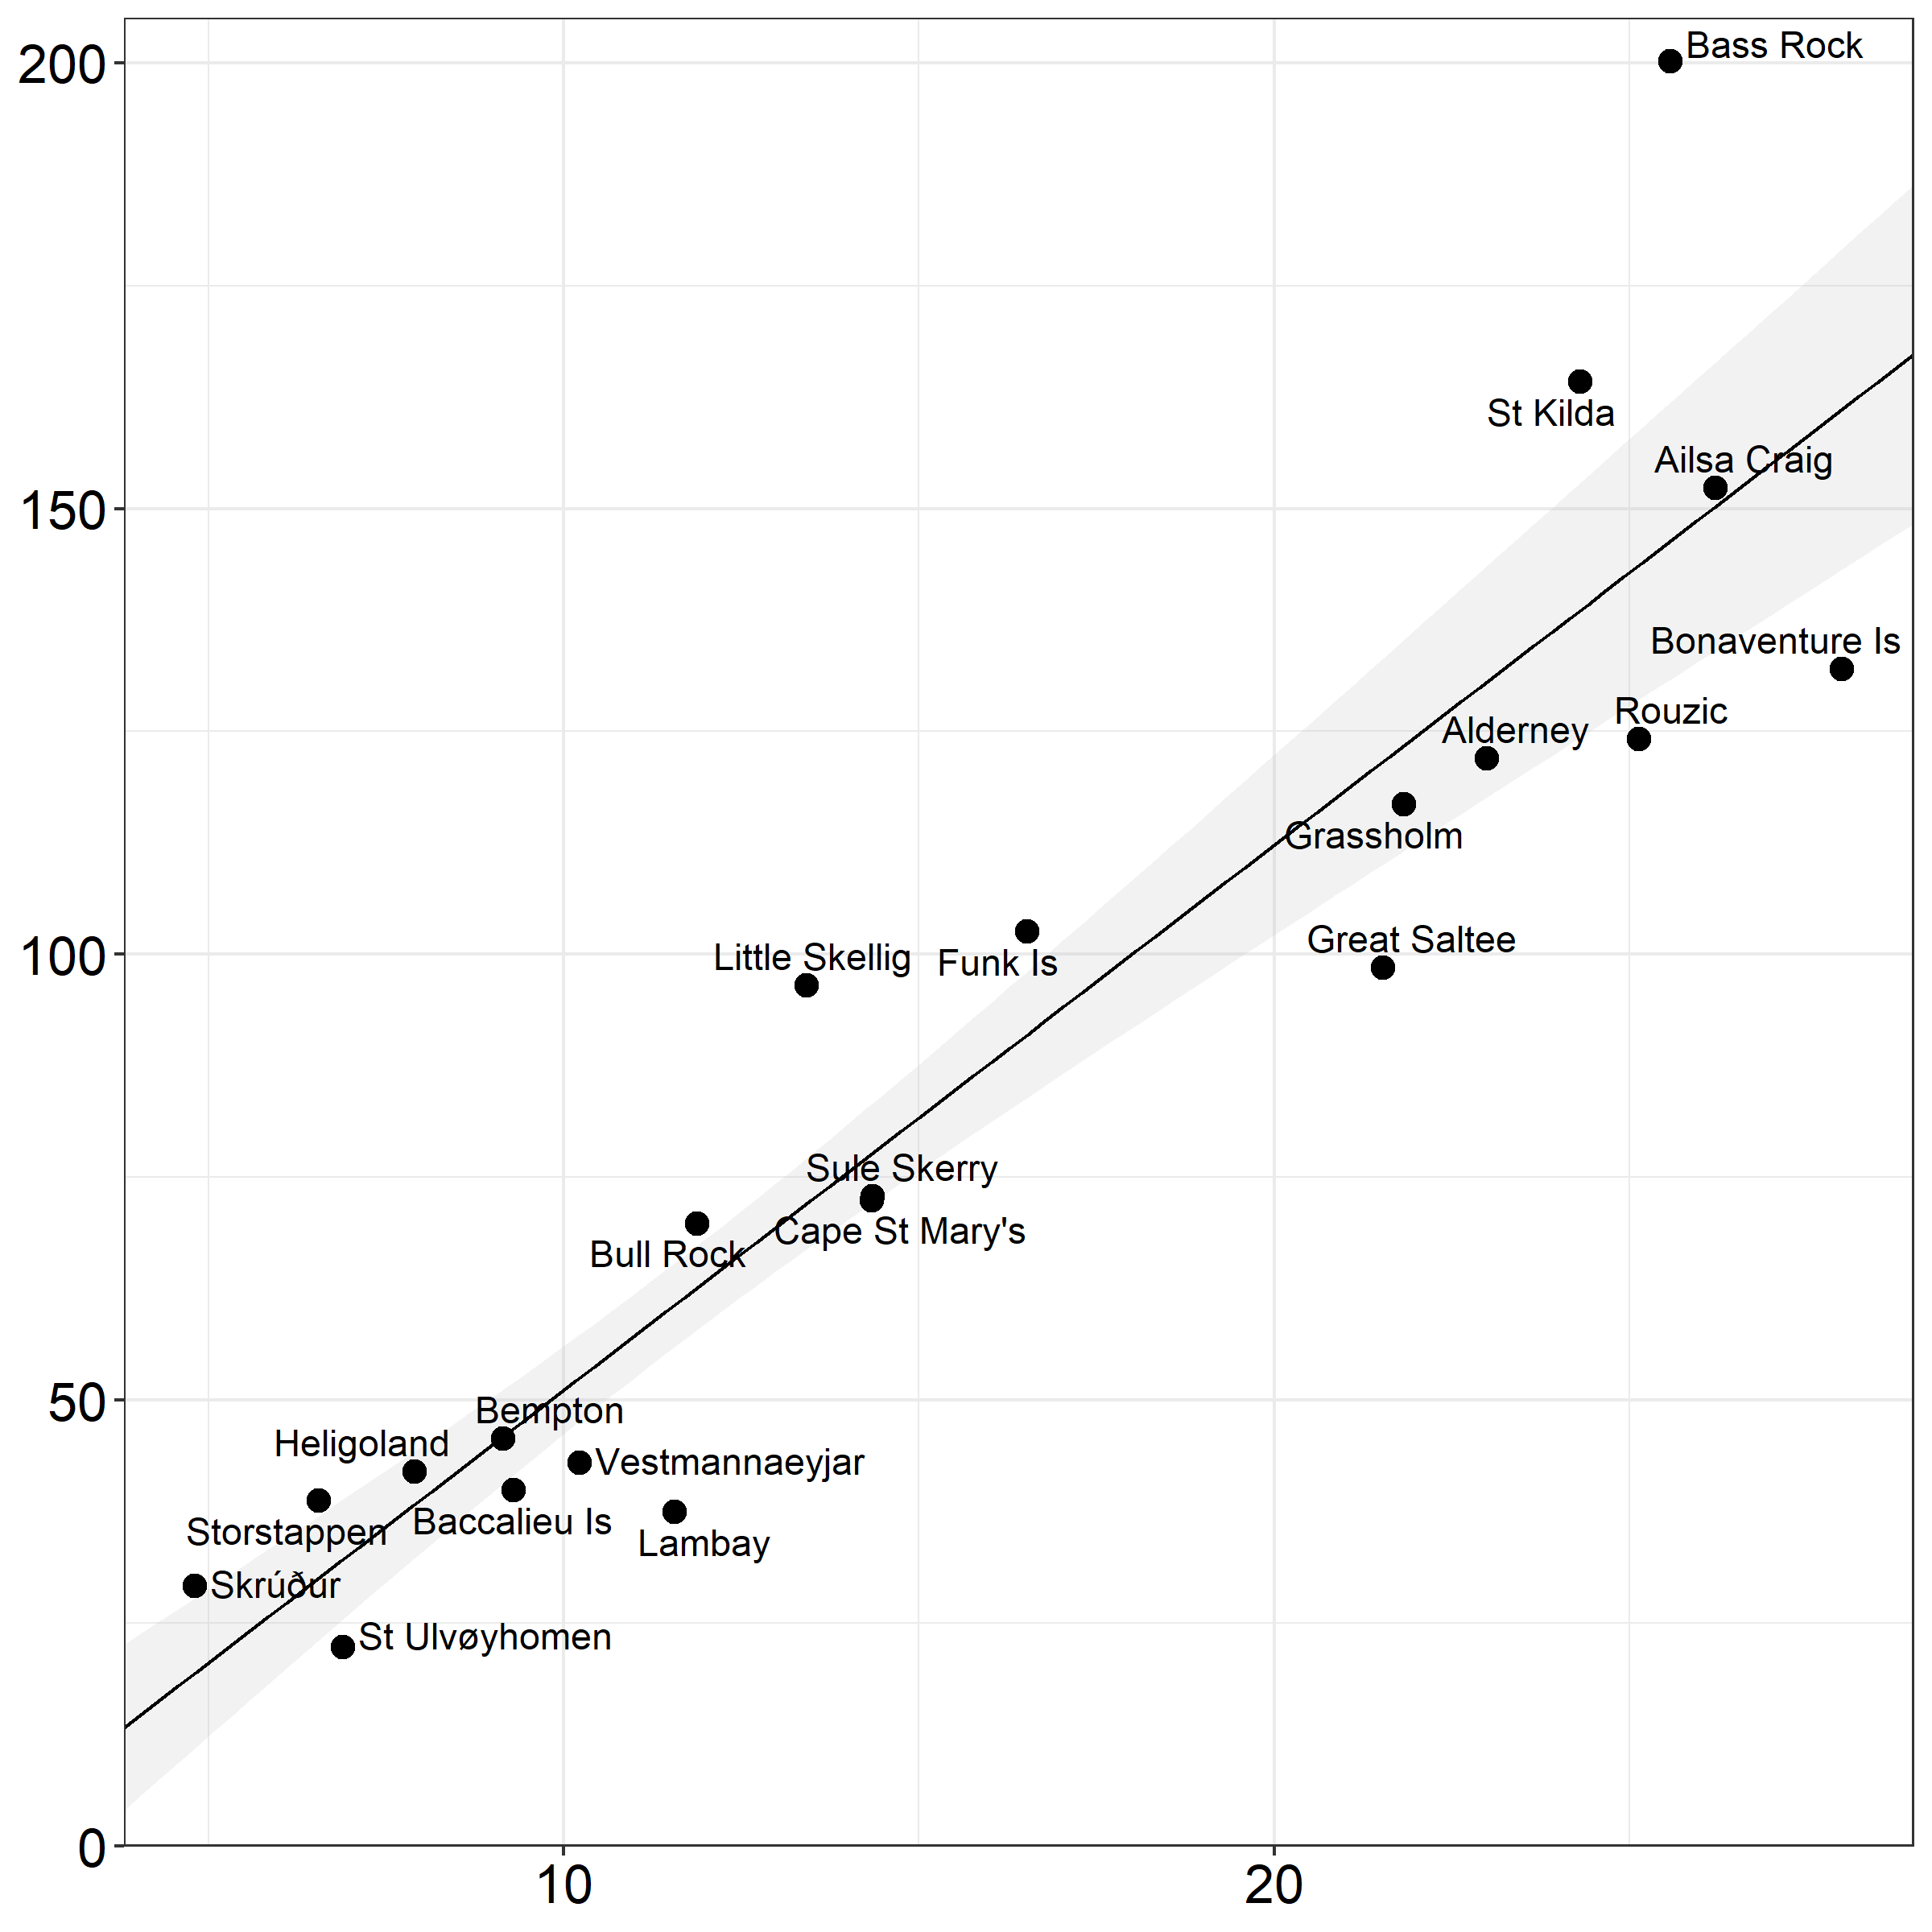 200
Bass Rock
St Kilda
Ailsa Craig
150
Bonaventure Is
Rouzic
Alderney
Grassholm
Great Saltee
Little Skellig
Funk Is
100
Sule Skerry
Cape St Mary's
Bull Rock
50
Bempton
Heligoland
Vestmannaeyjar
Baccalieu Is
Storstappen
Lambay
Skrúður
St Ulvøyhomen
0
10
20